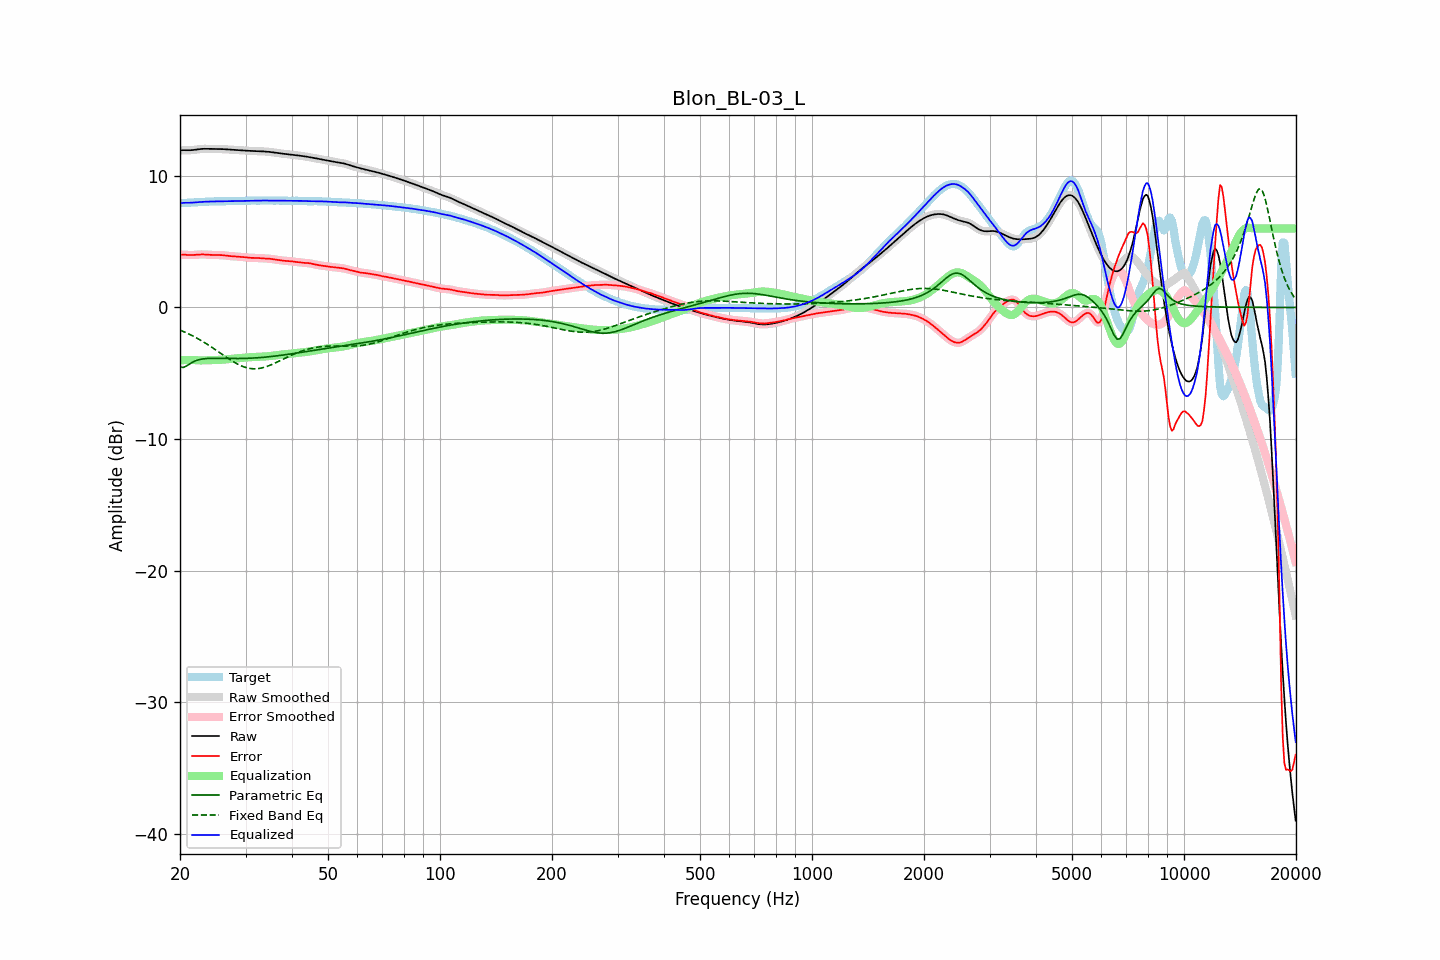 Blon_BL-03_L
Amplitude (dBr)
10
0
−10
−20
−30
−40
Target
Raw Smoothed
Error Smoothed
Raw
Error
Equalization
Parametric Eq
Fixed Band Eq
Equalized
20 50 100 200 500 1000 2000 5000 10000 20000
Frequency (Hz)